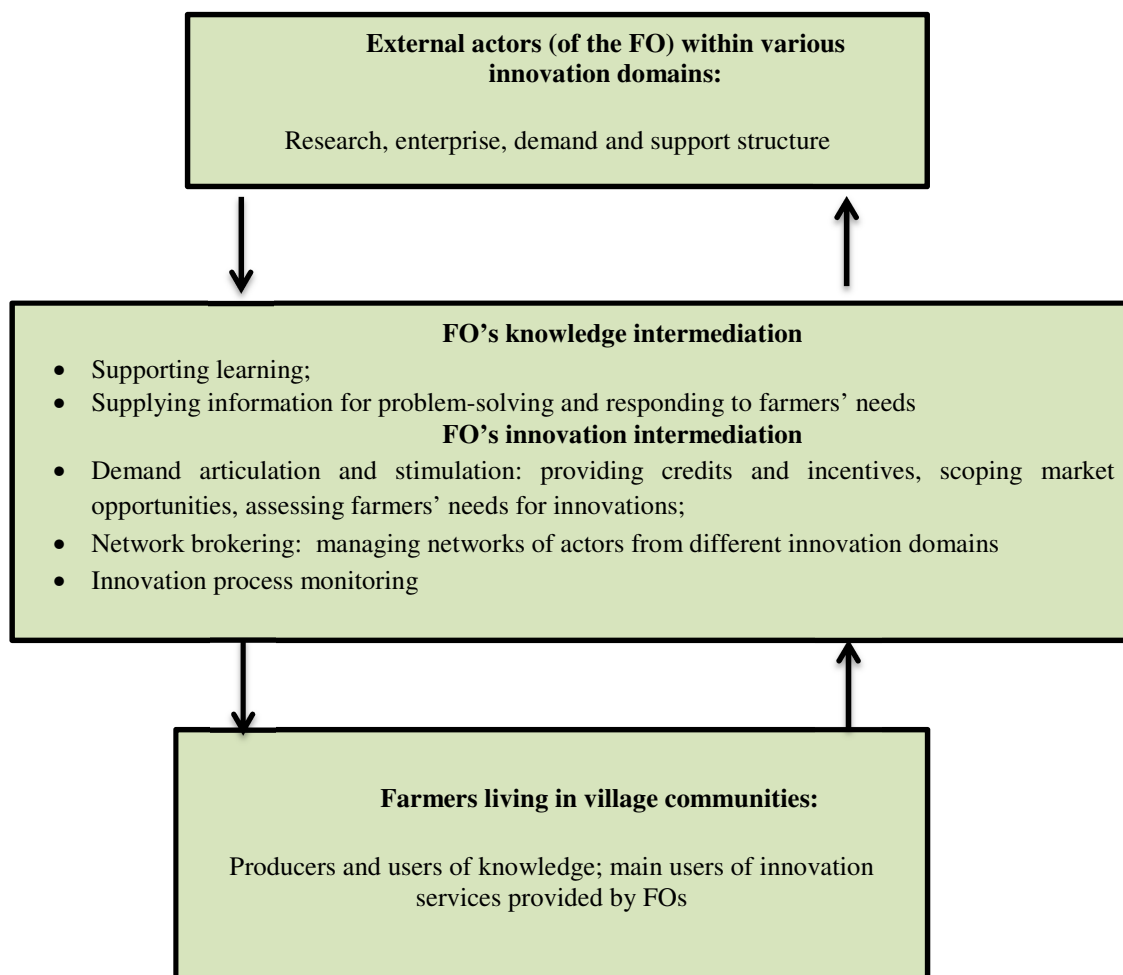 External actors (of the FO) within various
innovation domains:
Research, enterprise, demand and support structure
FO’s knowledge intermediation
• Supporting learning;
• Supplying information for problem-solving and responding to farmers’ needs
FO’s innovation intermediation
• Demand articulation and stimulation: providing credits and incentives, scoping market
opportunities, assessing farmers’ needs for innovations;
• Network brokering: managing networks of actors from different innovation domains
• Innovation process monitoring
Farmers living in village communities:
Producers and users of knowledge; main users of innovation
services provided by FOs